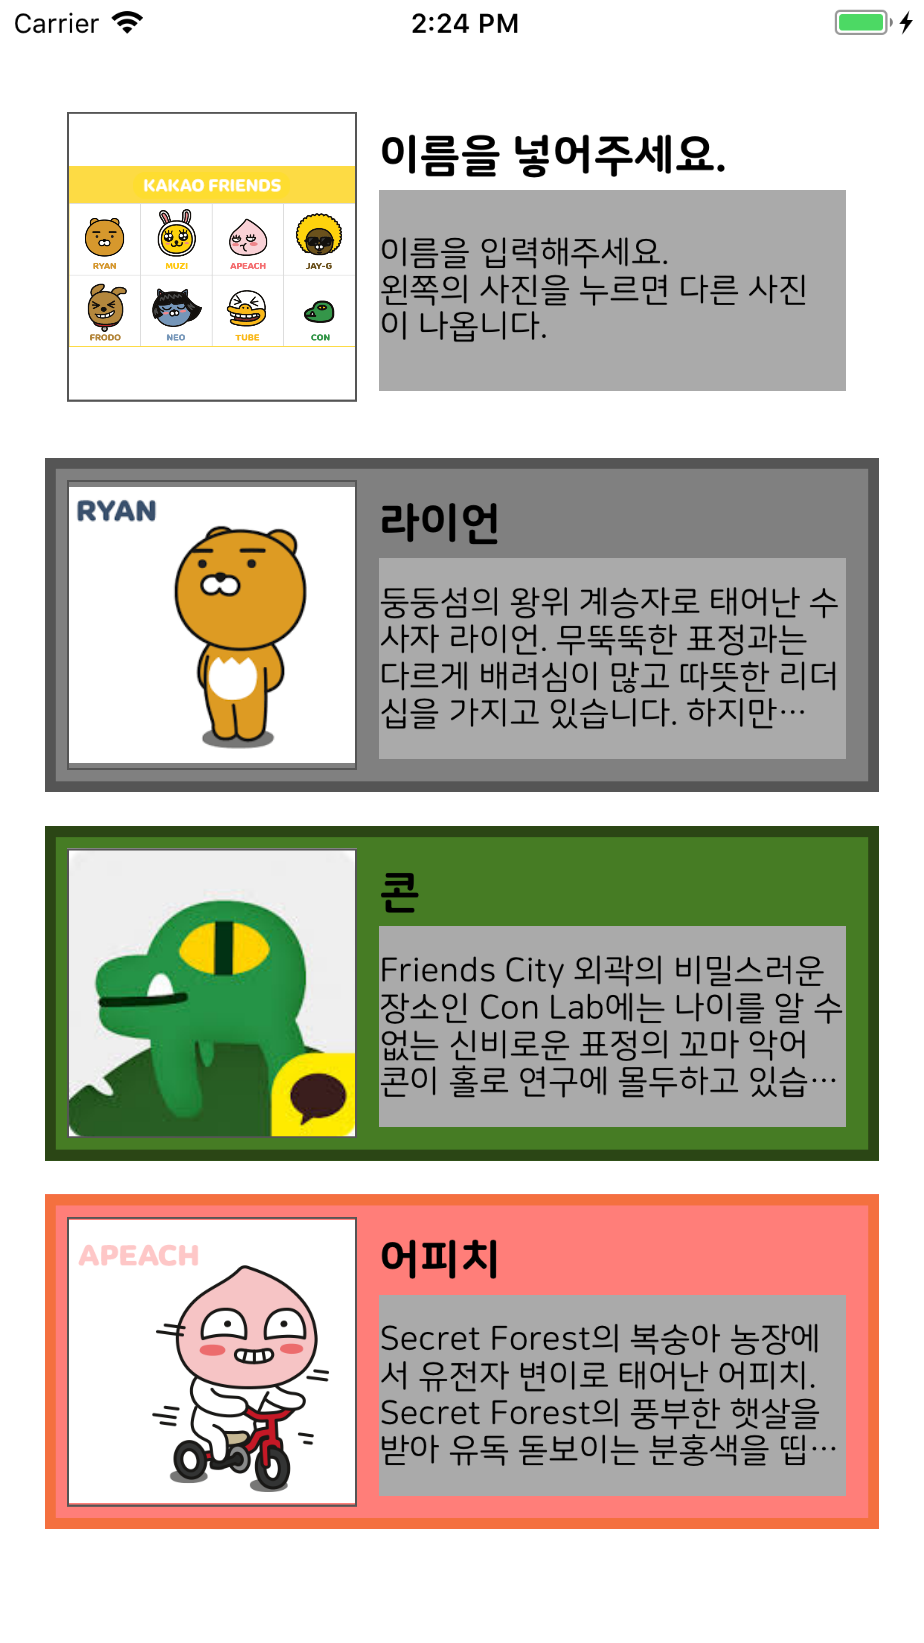 Carrier
2:24 PM
이름을 넣어주세요.
KAKAO FRIENDS
RYAN
MUZI
APEACH
JAY-G
FRODO
NEO
TUBE
CON
이름을 입력해주세요.
왼쪽의 사진을 누르면 다른 사진
이 나옵니다.
RYAN
라이언
둥둥섬의 왕위 계승자로 태어난 수
사자 라이언. 무뚝뚝한 표정과는
다르게 배려심이 많고 따뜻한 리더
십을 가지고 있습니다. 하지만…
콘
Friends City 외곽의 비밀스러운
장소인 Con Lab에는 나이를 알 수
없는 신비로운 표정의 꼬마 악어
콘이 홀로 연구에 몰두하고 있습…
APEACH
어피치
Secret Forest의 복숭아 농장에
서 유전자 변이로 태어난 어피치.
Secret Forest의 풍부한 햇살을
받아 유독 돋보이는 분홍색을 띱…